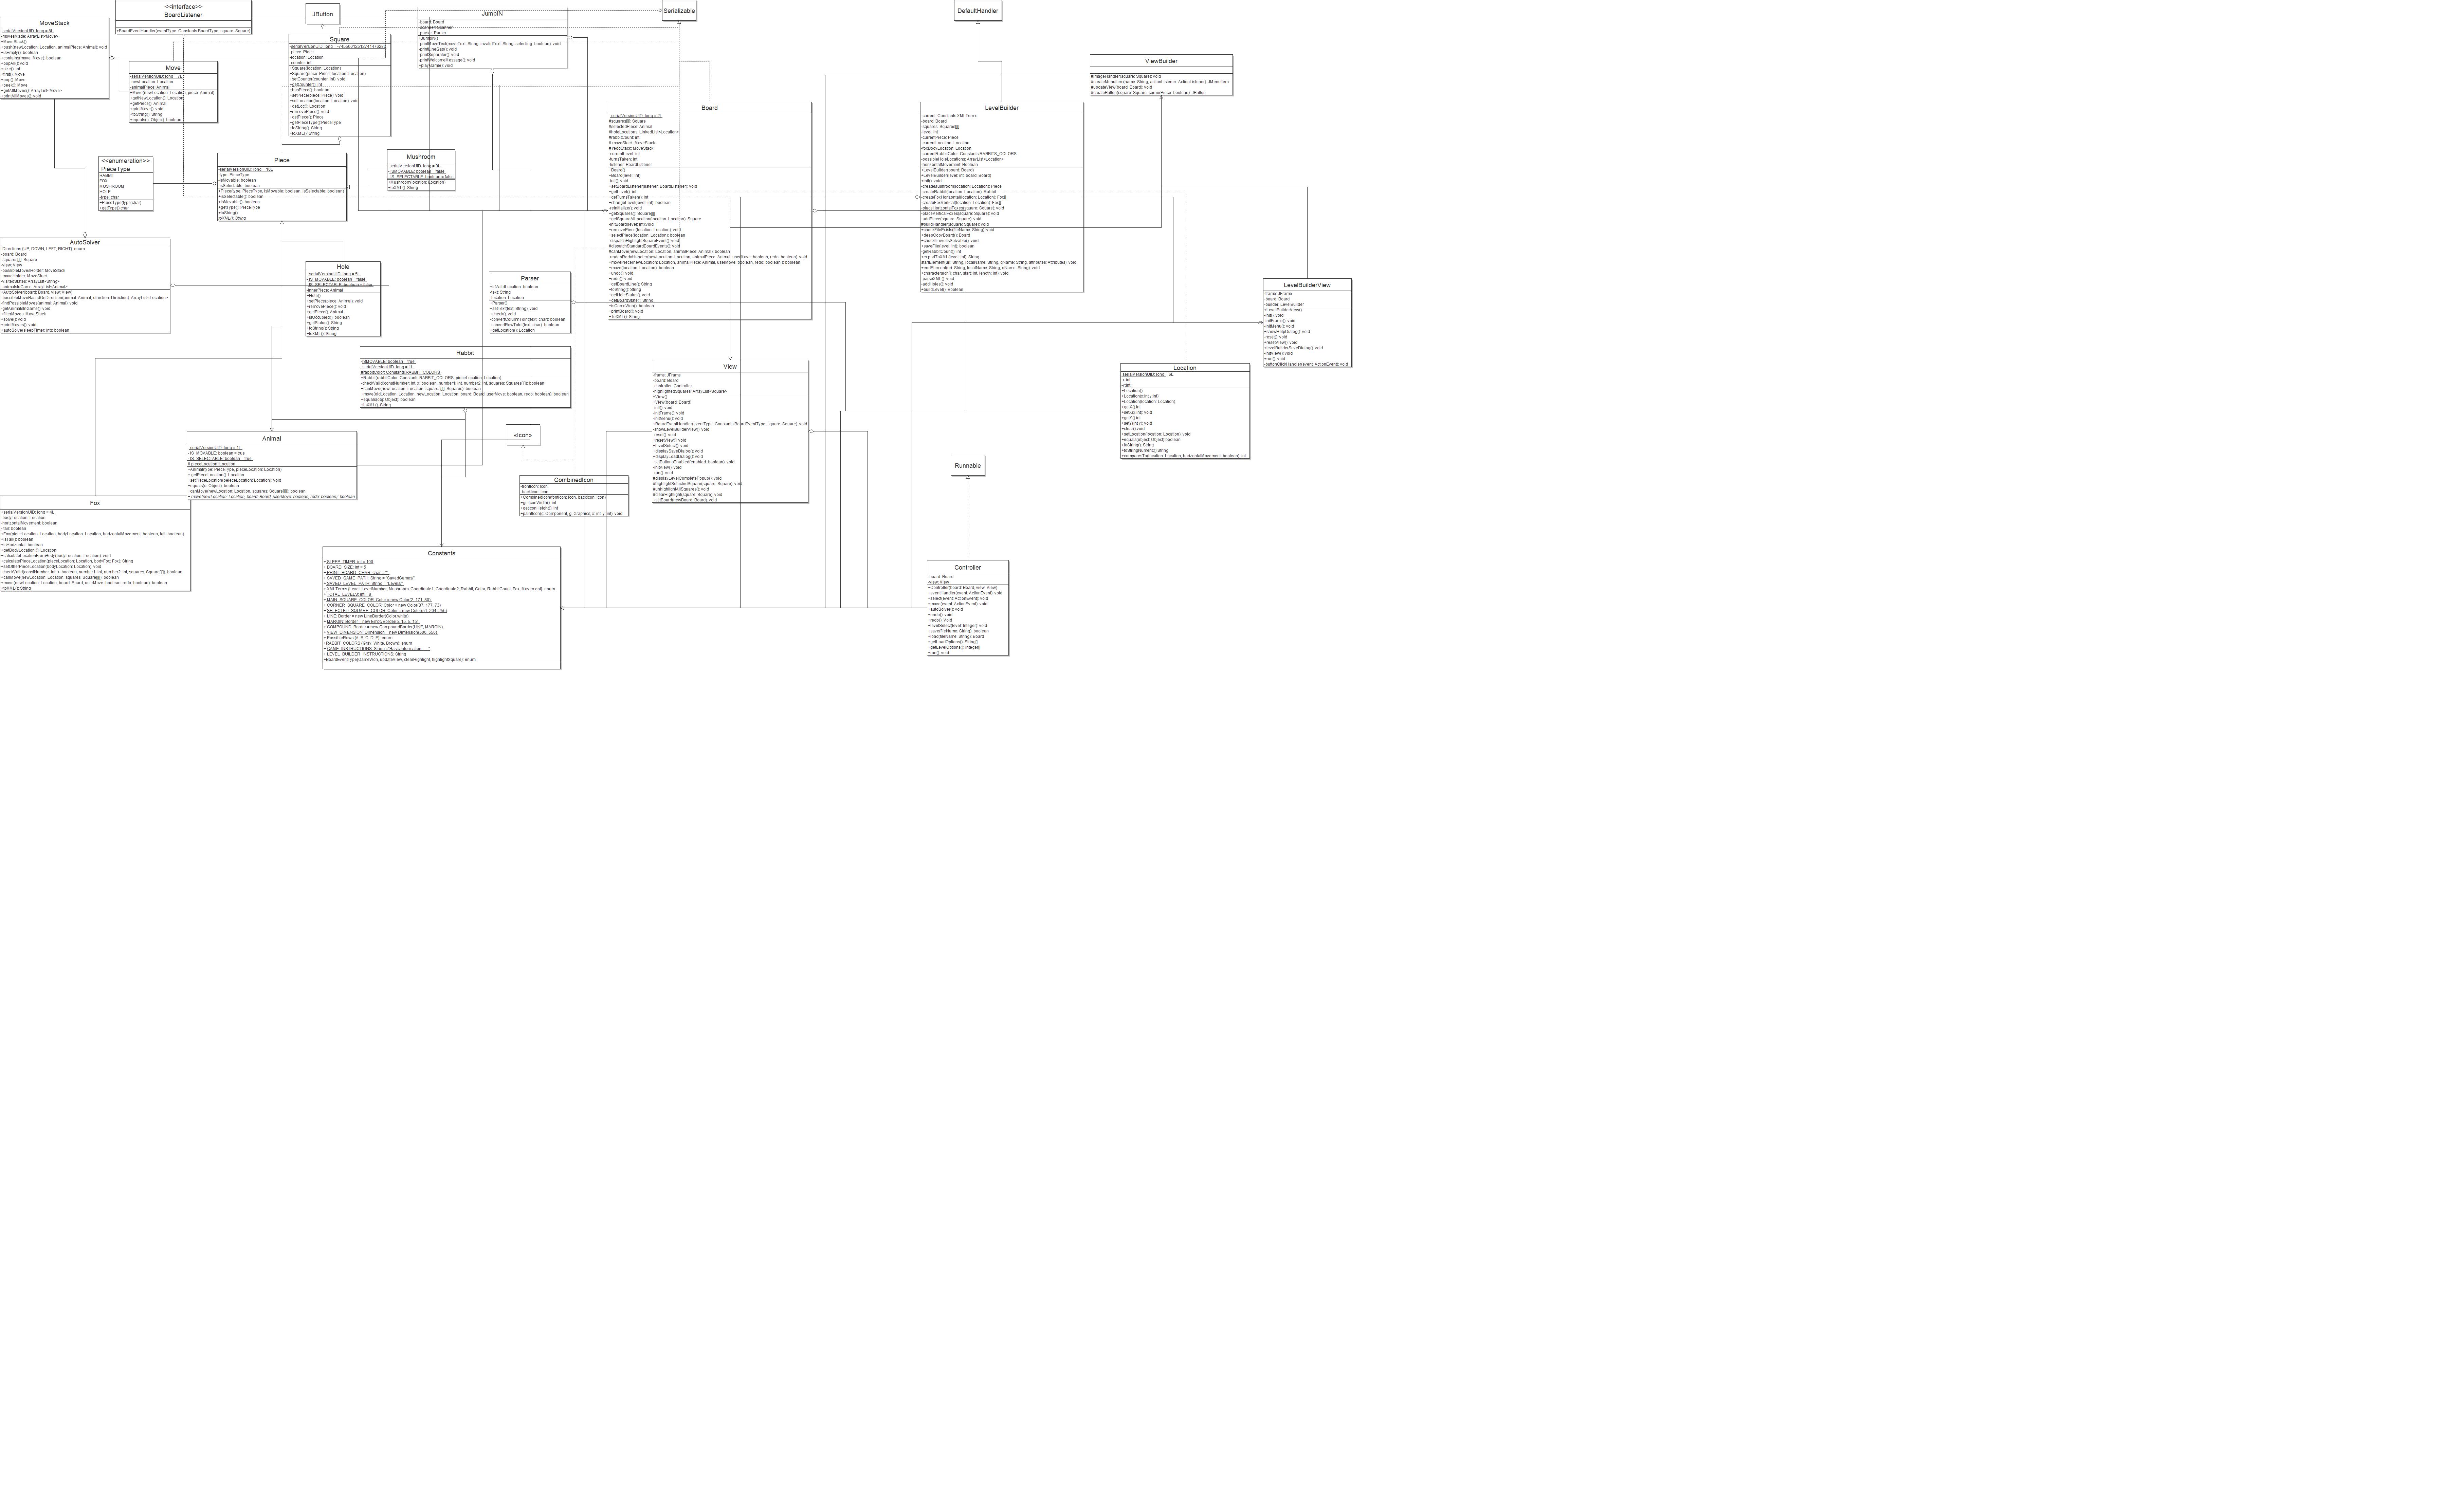 MoveStack
-serialVersionUID: long = 8L
-movesMade: ArrayList<Move>
+MoveStack()
+push(newLocation: Location, animalPiece: Animal): void
+isEmpty(): boolean
+contains(move: Move): boolean
+popAll(): void
+size(): int
+first(): Move
+pop(): Move
+peek(): Move
+getAllMoves(): ArrayList<Move>
+printAllMoves(): void
<<interface>>
BoardListener
+BoardEventHandler(eventType: Constants.BoardType, square: Square)
JButton
JumpIN
-board: Board
-scanner: Scanner
-parser: Parser
+JumpIN()
-printMoveText(moveText: String, invalidText: String, selecting: boolean): void
-printLineGap(): void
-printSeparator(): void
-printWelcomeMessage(): void
+playGame(): void
Serializable
DefaultHandler
ViewBuilder
#imageHandler(square: Square): void
#createMenuItem(name: String, actionListener: ActionListener): JMenuItem
#updateView(board: Board): void
#createButton(square: Square, cornerPiece: boolean): JButton
Move
-serialVersionUID: long = 7L
-newLocation: Location
-animalPiece: Animal
+Move(newLocation: Location, piece: Animal)
+getNewLocation(): Location
+getPiece(): Animal
+printMove(): void
+toString(): String
+equals(o: Object): boolean
Square
-piece: Piece
-location: Location
-counter: int
+Square(location: Location)
+Square(piece: Piece, location: Location)
+setCounter(counter: int): void
+getCounter(): int
+hasPiece(): boolean
+setPiece(piece: Piece): void
+setLocation(location: Location): void
+getLoc(): Location
+removePiece(): void
+getPiece(): Piece
+getPieceType():PieceType
+toString(): String
+toXML(): String
<<enumeration>>
PieceType
RABBIT
FOX
MUSHROOM
HOLE
-type: char
+PieceType(type:char)
+getType():char
Piece
-serialVersionUID: long = 10L
-type: PieceType
-isMovable: boolean
-isSelectable: boolean
+Piece(type: PieceType, isMovable: boolean, isSelectable: boolean)
+isSelectable(): boolean
+isMovable(): boolean
+getType(): PieceType
+toString()
toXML(): String
Mushroom
-serialVersionUID: long = 9L
-ISMOVABLE: boolean = false
-IS_SELECTABLE: boolean = false
+Mushroom(location: Location)
+toXML(): String
Board
-serialVersionUID: long = 2L
#squares[][]: Square
#selectedPiece: Animal
#holeLocations: LinkedList<Location>
#rabbitCount: int
# moveStack: MoveStack
# redoStack: MoveStack
-currentLevel: int
-turnsTaken: int
-listener: BoardListener
+Board()
+Board(level: int)
-init(): void
+setBoardListener(listener: BoardListener): void
+getLevel(): int
+getTurnsTaken(): int
+changeLevel(level: int): boolean
+reinitialize(): void
+getSquares(): Square[][]
+getSquareAtLocation(location: Location): Square
-initBoard(level: int):void
+removePiece(location: Location): void
+selectPiece(location: Location): boolean
-dispatchHighlightSquareEvent(): void
#dispatchStandardBoardEvents(): void
#canMove(newLocation: Location, animalPiece: Animal): boolean
-undoRedoHandler(newLocation: Location, animalPiece: Animal, userMove: boolean, redo: boolean): void
+movePiece(newLocation: Location, animalPiece: Animal, userMove: boolean, redo: boolean ): boolean
+move(location: Location): boolean
+undo(): void
+redo(): void
+getBoardLine(): String
+toString(): String
+getHoleStatus(): void
+getBoardState(): String
+isGameWon(): boolean
+printBoard(): void
+ toXML(): String
LevelBuilder
-current: Constants.XMLTerms
-board: Board
-squares: Squared[][]
-level: int
-currentPiece: Piece
-currentLocation: Location
-foxBodyLocation: Location
-currentRabbitColor: Constants.RABBITS_COLORS
-possibleHoleLocations: ArrayList<Location>
-horizontalMovement: Boolean
+LevelBuilder(board: Board)
+LevelBuilder(level: int, board: Board)
+init(): void
-createMushroom(location: Location): Piece
-createRabbit(location: Location): Rabbit
-createFoxHorizontal(location: Location): Fox[]
-createFoxVertical(location: Location): Fox[]
-placeHorizontalFoxes(square: Square): void
-placeVerticalFoxes(square: Square): void
-addPiece(square: Square): void
#buildHandler(square: Square): void
+checkFileExists(fileName: String): void
+deepCopyBoard(): Board
+checkIfLevelIsSolvable(): void
+saveFile(level: int): boolean
-getRabbitCount(): int
+exportToXML(level: int): String
startElement(uri: String, localName: String, qName: String, attributes: Attributes): void
+endElement(uri: String, localName: String, qName: String): void
+characters(ch[]: char, start: int, length: int): void
-parseXML(): void
-addHoles(): void
+buildLevel(): Boolean
AutoSolver
-Directions {UP, DOWN, LEFT, RIGHT}: enum
-board: Board
-squares[][]: Square
-view: View
-possibleMovesHolder: MoveStack
-moveHolder: MoveStack
-visitedStates: ArrayList<String>
-animalsInGame: ArrayList<Animal>
+AutoSolver(board: Board, view: View)
-possibleMoveBasedOnDirection(animal: Animal, direction: Direction): ArrayList<Location>
-findPossibleMoves(animal: Animal): void
-getAnimalsInGame(): void
+filterMoves: MoveStack
+solve(): void
+printMoves(): void
+autoSolve(sleepTimer: int): boolean
Hole
-serialVersionUID: long = 5L
- IS_MOVABLE: boolean = false
- IS_SELECTABLE: boolean = false
-innerPiece: Animal
+Hole()
+setPiece(piece: Animal): void
+removePiece(): void
+getPiece(): Animal
+isOccupied(): boolean
+getStatus(): String
+toString(): String
+toXML(): String
Parser
+isValidLocation: boolean
-text: String
-location: Location
+Parser()
+setText(text: String): void
+check(): void
-convertColumnToInt(text: char): boolean
-convertRowToInt(text: char): boolean
+getLocation(): Location
LevelBuilderView
-frame: JFrame
-board: Board
-builder: LevelBuilder
+LevelBuilderView()
-init(): void
-initFrame(): void
-initMenu(): void
+showHelpDialog(): void
-reset(): void
+resetView(): void
+levelBuilderSaveDialog(): void
-initView(): void
+run(): void
-buttonClickHandler(event: ActionEvent): void
Rabbit
-ISMOVABLE: boolean = true
-serialVersionUID: long = 1L
#rabbitColor: Constants.RABBIT_COLORS
+Rabbit(rabbitColor: Constants.RABBIT_COLORS, pieceLocation: Location)
-checkValid(constNumber: int, x: boolean, number1: int, number2: int, squares: Squares[][]): boolean
+canMove(newLocation: Location, squares[][]: Squares): boolean
+move(oldLocation: Location, newLocation: Location, board: Board, userMove: boolean, redo: boolean): boolean
+equals(obj: Object): boolean
+toXML(): String
View
-frame: JFrame
-board: Board
-controller: Controller
-highlightedSquares: ArrayList<Square>
+View()
+View(board: Board)
-init(): void
-initFrame(): void
-initMenu(): void
+BoardEventHandler(eventType: Constants.BoardEventType, square: Square): void
-showLevelBuilderView(): void
+reset(): void
+resetView(): void
+levelSelect(): void
+displaySaveDialog(): void
+displayLoadDialog(): void
-setButtonsEnabled(enabled: boolean): void
-initView(): void
-run(): void
#displayLevelCompletePopup(): void
#highlightSelectedSquare(square: Square): void
#unhighlightAllSquares(): void
#clearHighlight(square: Square): void
+setBoard(newBoard: Board): void
Location
-serialVersionUID: long = 6L
-x:int
-y:int
+Location()
+Location(x:int,y:int)
+Location(location: Location)
+getX():int
+setX(x:int):void
+getY():int
+setY(int y): void
+clear():void
+setLocation(location: Location): void
+equals(object: Object):boolean
+toString(): String
+toStringNumeric():String
+compareTo(location: Location, horizontalMovement: boolean): int
«Icon»
Animal
-serialVersionUID: long = 1L
- IS_MOVABLE: boolean = true
- IS_SELECTABLE: boolean = true
# pieceLocation: Location
+Animal(type: PieceType, pieceLocation: Location)
+ getPieceLocation(): Location
+setPieceLocation(pieceLocation: Location): void
+equals(o: Object): boolean
+canMove(newLocation: Location, squares: Square[][]): boolean
+ move(newLocation: Location, board: Board, userMove: boolean, redo: boolean): boolean
Runnable
CombinedIcon
-frontIcon: Icon
-backIcon: Icon
+CombinedIcon(fontIcon: Icon, backIcon: Icon)
+getIconWidth(): int
+getIconHeight(): int
+paintIcon(c: Component, g: Graphics, x: int, y: int): void
Fox
+serialVersionUID: long = 4L
-bodyLocation: Location
-horizontalMovement: boolean
- tail: boolean
+Fox(pieceLocation: Location, bodyLocation: Location, horizontalMovement: boolean, tail: boolean)
+isTail(): boolean
+isHorizontal: boolean
+getBodyLocation (): Location
+calculateLocationFromBody(bodyLocation: Location): void
+calculatePieceLocation(pieceLocation: Location, bodyFox: Fox): String
+setOtherPieceLocation(bodyLocation: Location): void
-checkValid(constNumber: int, x: boolean, number1: int, number2: int, squares: Square[][]): boolean
+canMove(newLocation: Location, squares: Square[][]): boolean
+move(newLocation: Location, board: Board, userMove: boolean, redo: boolean): boolean
+toXML(): String
Constants
+ SLEEP_TIMER: int = 100
+ BOARD_SIZE: int = 5
+ PRINT_BOARD_CHAR: char = '*'
+ SAVED_GAME_PATH: String = "SavedGames/"
+ SAVED_LEVEL_PATH: String = "Levels/"
+ XMLTerms {Level, LevelNumber, Mushroom, Coordinate1, Coordinate2, Rabbit, Color, RabbitCount, Fox, Movement}: enum
+ TOTAL_LEVELS: int = 8
+ MAIN_SQUARE_COLOR: Color = new Color(2, 171, 80)
+ CORNER_SQUARE_COLOR: Color = new Color(37, 177, 73)
+ SELECTED_SQUARE_COLOR: Color = new Color(51, 204, 255)
+ LINE: Border = new LineBorder(Color.white)
+ MARGIN: Border = new EmptyBorder(5, 15, 5, 15)
+ COMPOUND: Border = new CompoundBorder(LINE, MARGIN)
+ VIEW_DIMENSION: Dimension = new Dimension(500, 550)
+ PossibleRows {A, B, C, D, E}: enum
+RABBIT_COLORS {Gray, White, Brown}: enum
+ GAME_INSTRUCTIONS: String ="Basic Information......."
+ LEVEL_BUILDER_INSTRUCTIONS: String
+BoardEventType{GameWon, updateView, clearHighlight, highlightSquare}: enum
Controller
-board: Board
-view: View
+Controller(board: Board, view: View)
+eventHandler(event: ActionEvent): void
+select(event: ActionEvent): void
+move(event: ActionEvent): void
+autoSolver(): void
+undo(): void
+redo(): void
+levelSelect(level: Integer): void
+save(fileName: String): boolean
+load(fileName: String): Board
+getLoadOptions(): String[]
+getLevelOptions(): Integer[]
+run(): void